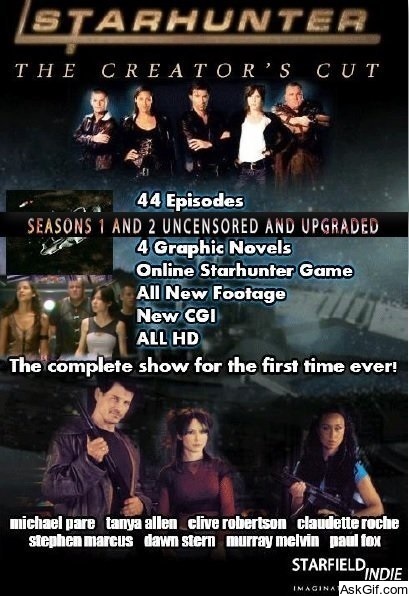 STARHUNTER
THE CREATOR'S CUT
44 Episodes
SEASONS 1 AND 2 UNCENSORED AND UPGRADED
4 Graphic Novels
Online Starhunter Game
All New Footage
New CGI
ALL HD
The complete show for the first time ever!
michael pare tanya allen clive robertson claudette roche
stephen marcus dawn stern murray melvin paul fox
STARFIELD INDIE
AskGif.com